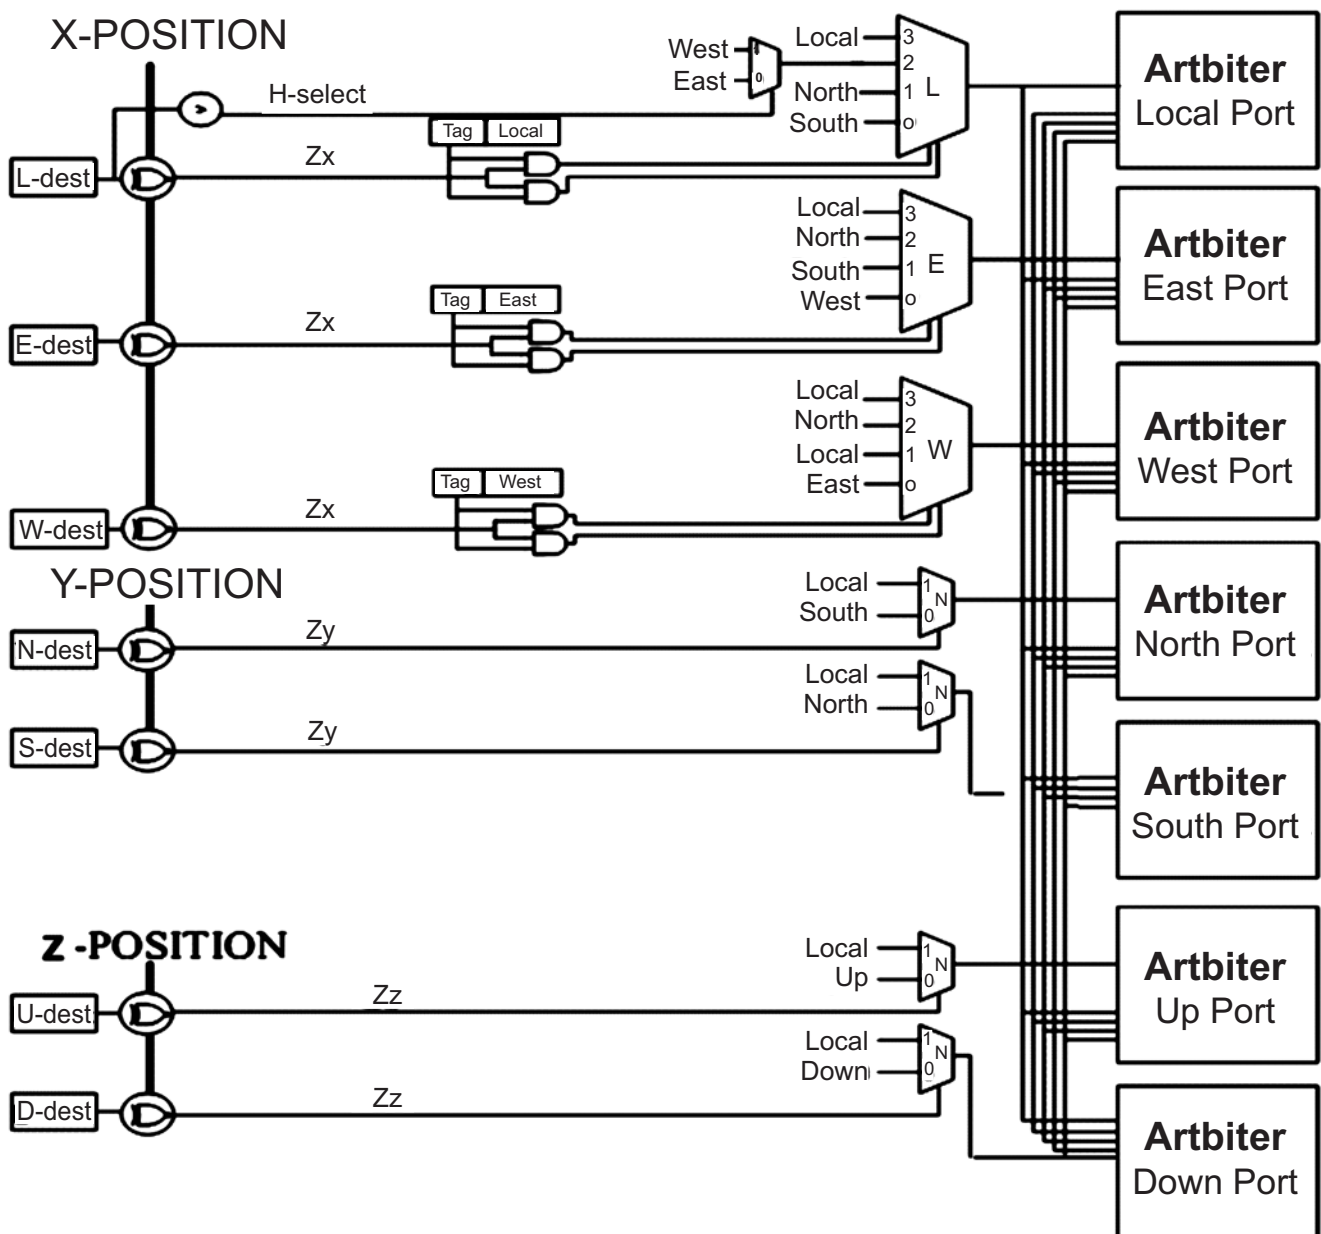 X-POSITION
H-select
West
East
1
0
Local
North
South
3
2
1
o
L
Artbiter
Local Port
Tag
Local
L-dest
Zx
Local
North
South
West
3
2
1
o
E
Artbiter
East Port
Tag
East
E-dest
Zx
Local
North
Local
East
3
2
1
o
W
Artbiter
West Port
Tag
West
W-dest
Zx
Y-POSITION
Local
South
1
0
N
Artbiter
North Port
N-dest
Zy
Local
North
1
0
N
S-dest
Zy
Artbiter
South Port
Z -POSITION
Local
Up
1
0
N
Artbiter
Up Port
U-dest
Zz
Local
Down
1
0
N
D-dest
Zz
Artbiter
Down Port